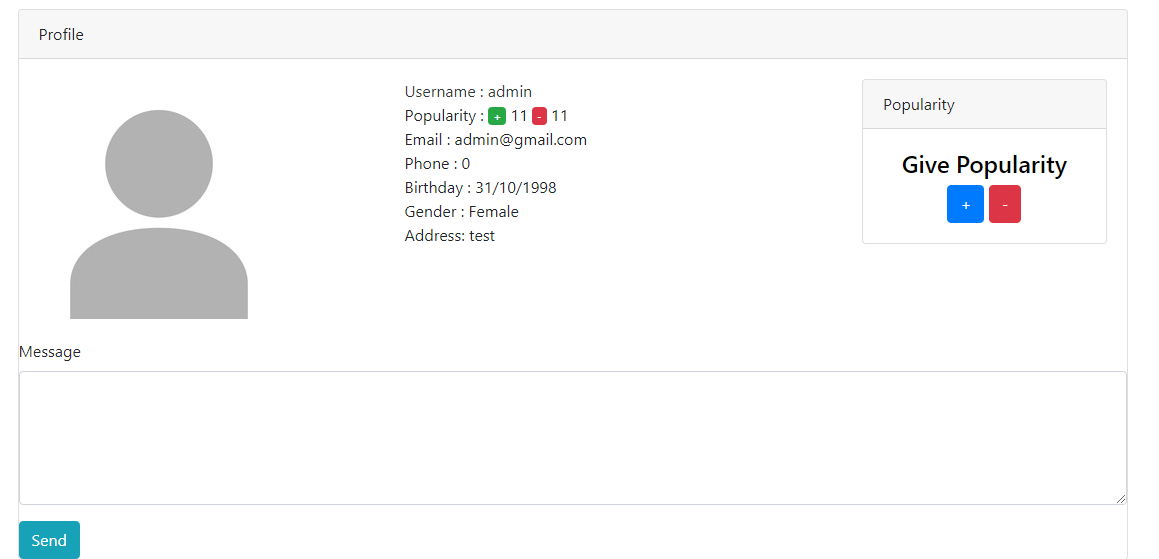 Profile
Username : admin
Popularity : + 11 - 11
Email : admin@gmail.com
Phone : 0
Birthday : 31/10/1998
Gender : Female
Address: test
Popularity
Give Popularity
+ -
Message
Send